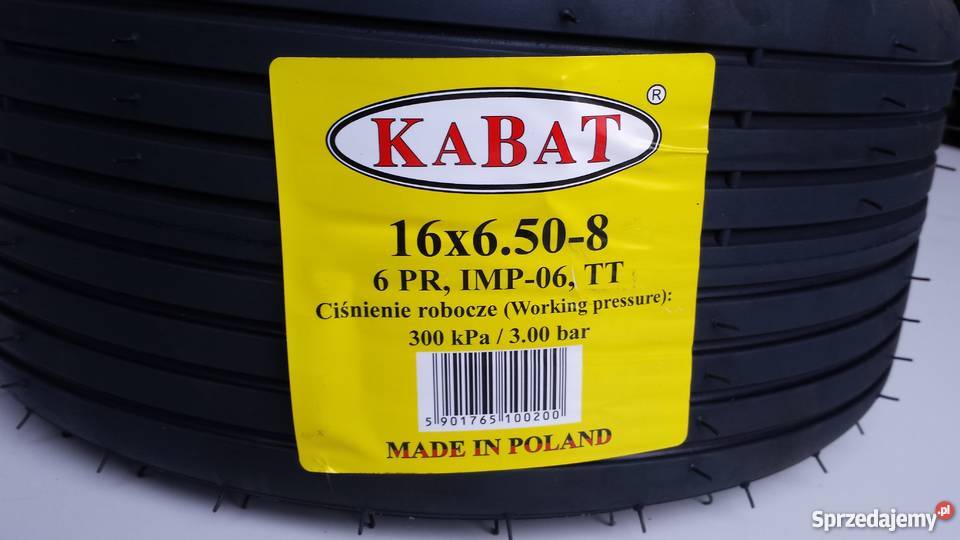 KABAT ®
16x6.50-8
6 PR, IMP-06, TT
Ciśnienie robocze (Working pressure):
300 kPa / 3.00 bar
5 901765 100200
MADE IN POLAND
Sprzedajemy.pl